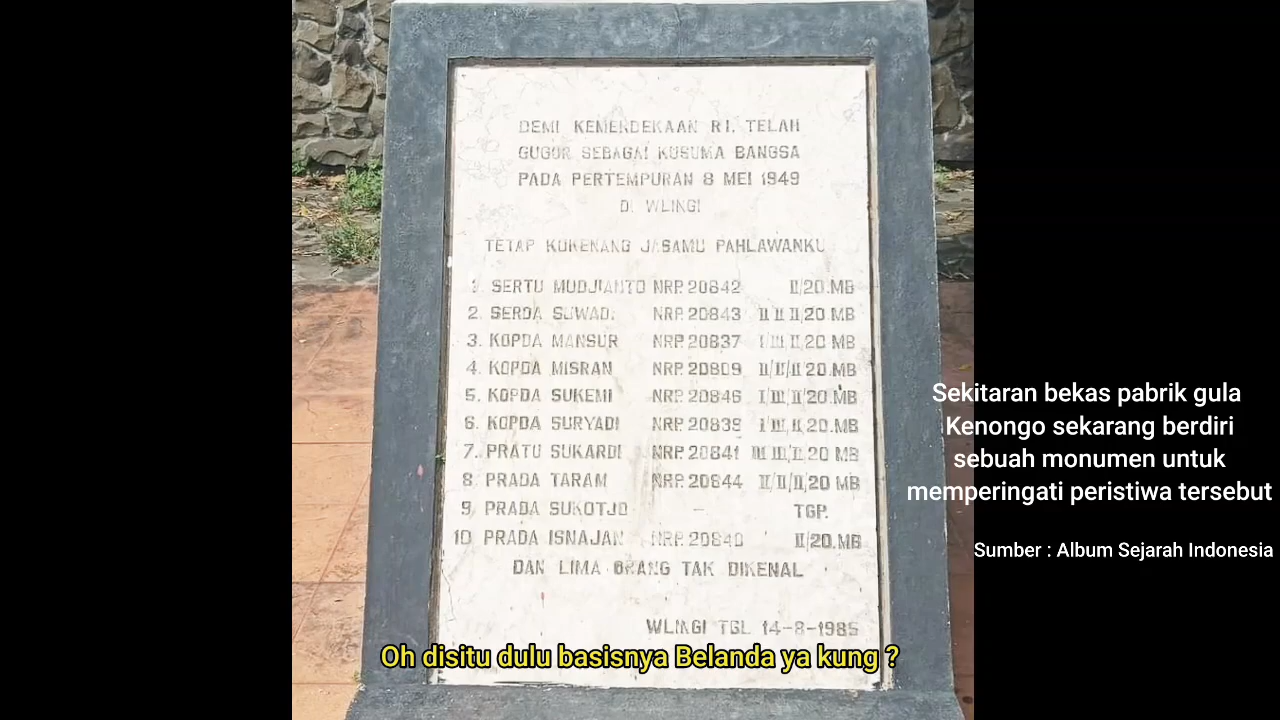 DEMI KEMERDEKAAN RI. TELAH
GUGUR SEBAGAI KUSUMA BANGSA
PADA PERTEMPURAN 8 MEI 1949
DI WLINGI
TETAP KUKENANG JASAMU PAHLAWANKU
1. SERTU MUDJIANTO NRP. 20842 II/20.MB
2. SERDA SUWADI NRP. 20843 II II II/20 MB
3. KOPDA MANSUR NRP. 20837 I/III II/20 MB
4. KOPDA MISRAN NRP. 20809 II/II/II 20.MB
5. KOPDA SUKEMI NRP. 20846 I/III/II/20.MB
6. KOPDA SURYADI NRP. 20839 I/III II 20.MB
7. PRATU SUKARDI NRP. 20841 III III/II 20 MB
8. PRADA TARAM NRP. 20844 II/II/II/20 MB
9. PRADA SUKOTJO – TGP.
10. PRADA ISNAJAN NRP. 20840 II/20.MB
DAN LIMA ORANG TAK DIKENAL
WLINGI TGL 14-8-1985
Sekitaran bekas pabrik gula
Kenongo sekarang berdiri
sebuah monumen untuk
memperingati peristiwa tersebut
Sumber : Album Sejarah Indonesia
Oh disitu dulu basisnya Belanda ya kung ?